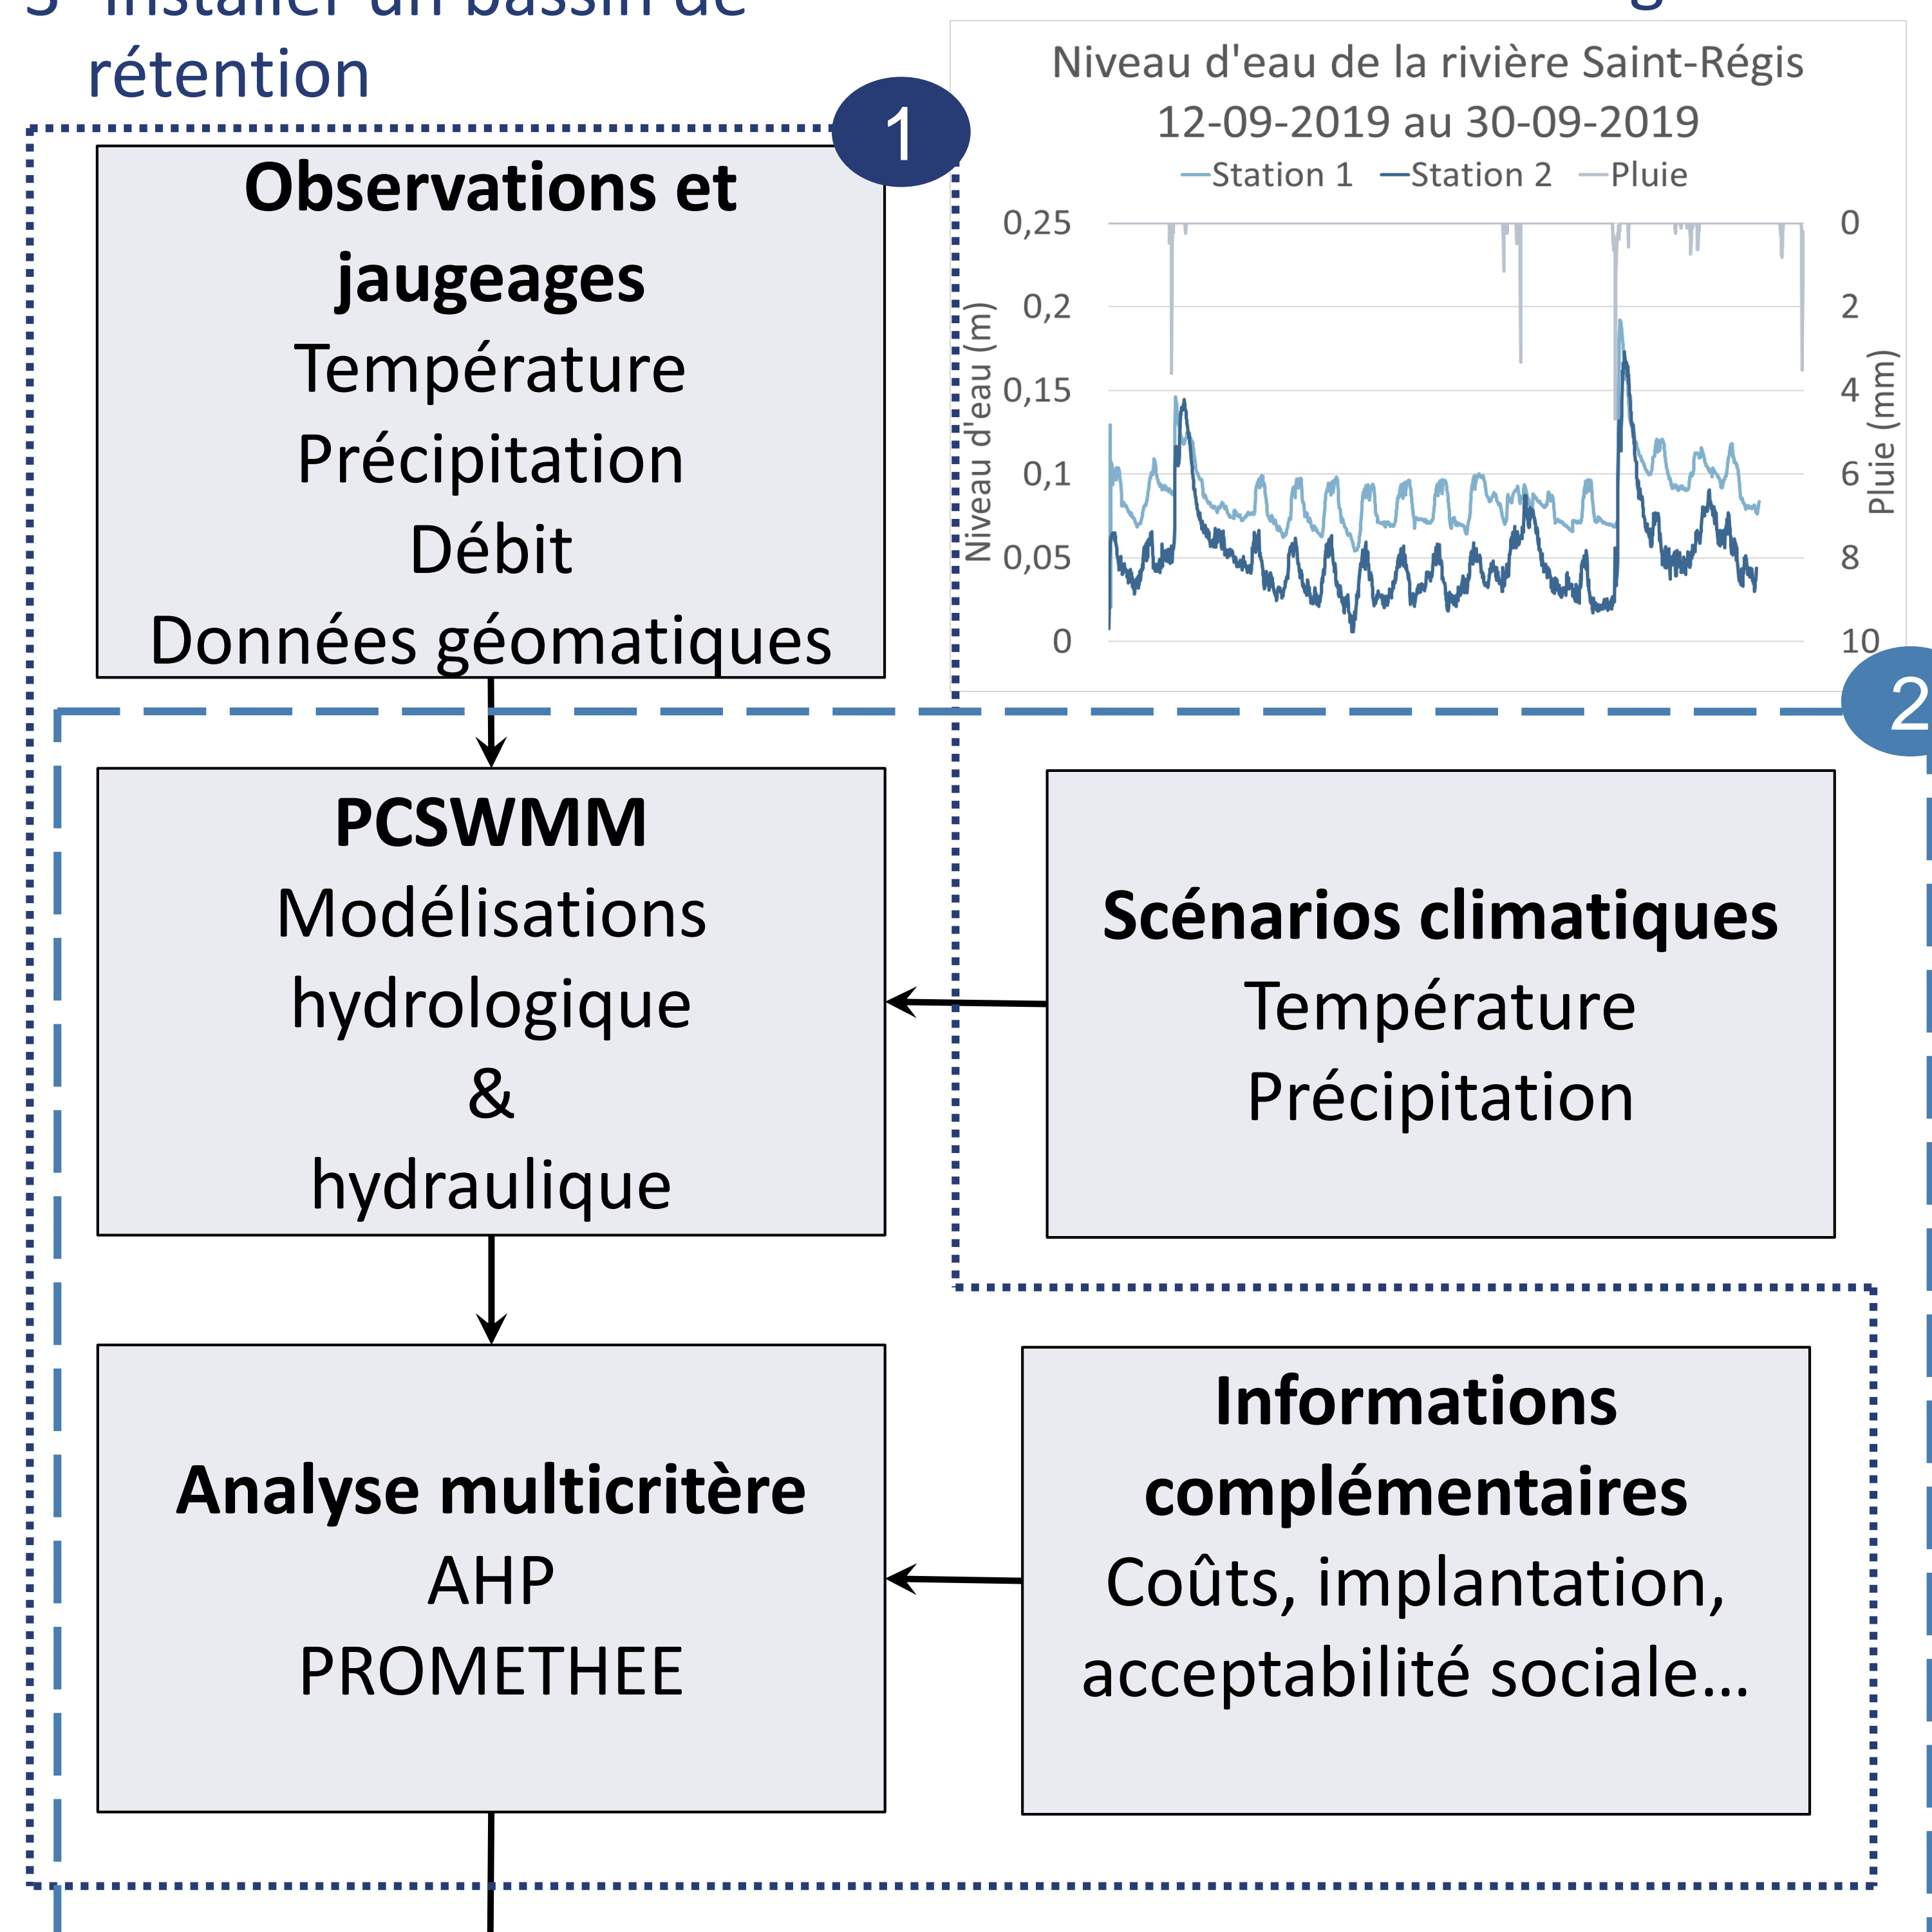 rétention
1
Niveau d'eau de la rivière Saint-Régis
12-09-2019 au 30-09-2019
Station 1 Station 2 Pluie
0,25
0,2
0,15
0,1
0,05
0
Niveau d'eau (m)
0
2
4
6
8
10
Pluie (mm)
Observations et
jaugeages
Température
Précipitation
Débit
Données géomatiques
2
PCSWMM
Modélisations
hydrologique
&
hydraulique
Scénarios climatiques
Température
Précipitation
Analyse multicritère
AHP
PROMETHEE
Informations
complémentaires
Coûts, implantation,
acceptabilité sociale...